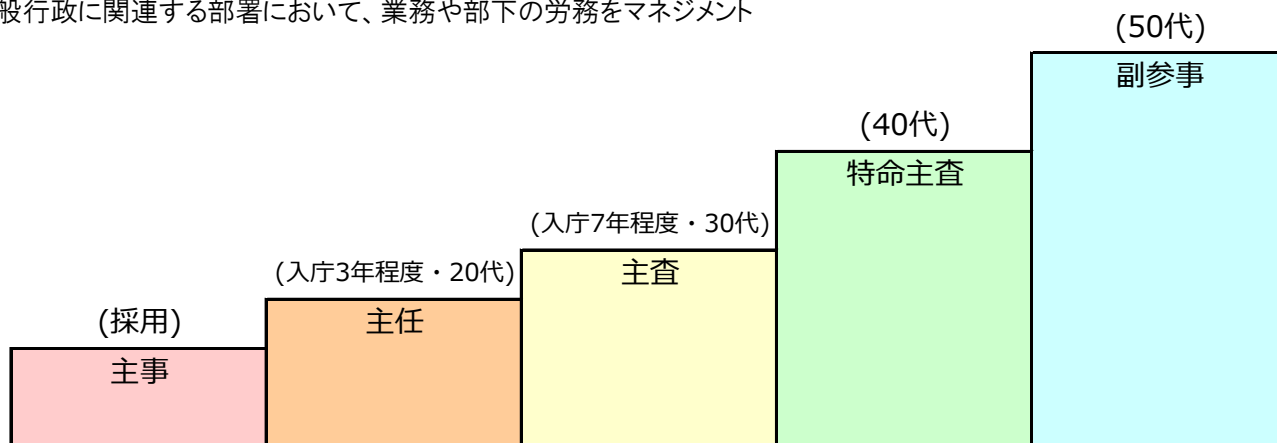 般行政に関連する部署において、業務や部下の労務をマネジメント
(採用)
主事
(入庁3年程度・20代)
主任
(入庁7年程度・30代)
主査
(40代)
特命主査
(50代)
副参事